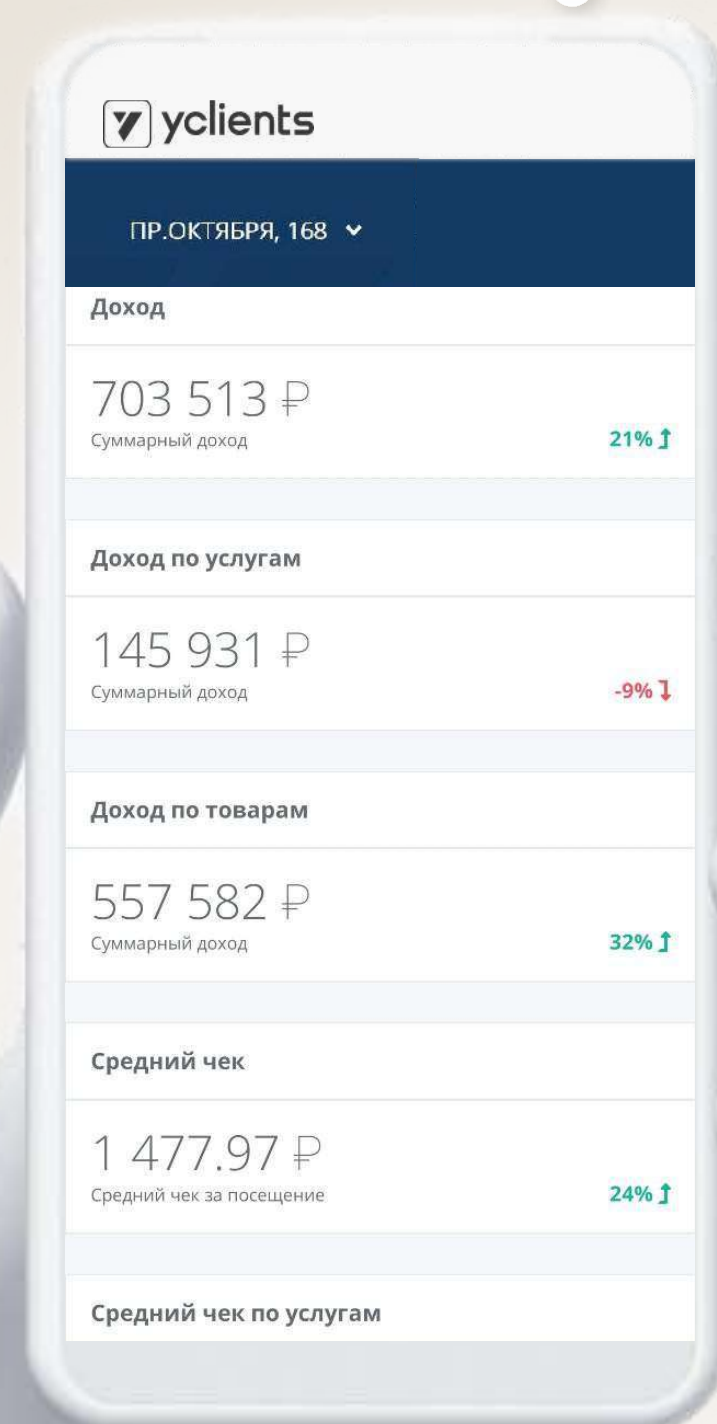 yclients
ПР.ОКТЯБРЯ, 168
Доход
703 513 ₽
Суммарный доход
21%
Доход по услугам
145 931 ₽
Суммарный доход
-9%
Доход по товарам
557 582 ₽
Суммарный доход
32%
Средний чек
1 477.97 ₽
Средний чек за посещение
24%
Средний чек по услугам